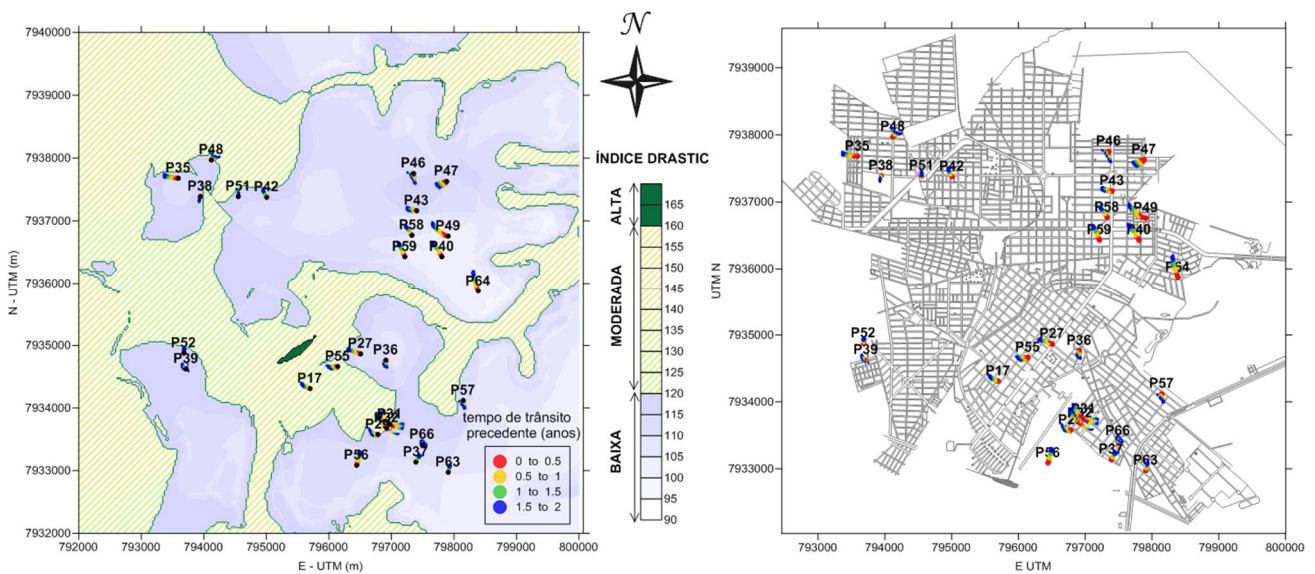 7940000
7939000
7938000
7937000
7936000
7935000
7934000
7933000
7932000
N - UTM (m)
792000 793000 794000 795000 796000 797000 798000 799000 800000
E - UTM (m)
P48
P35
P38
P51 P42
P46
P47
P43
P58
P49
P59
P40
P64
P52
P39
P27
P36
P55
P17
P57
P66
P37
P56
P63
tempo de trânsito
precedente (anos)
0 to 0.5
0.5 to 1
1 to 1.5
1.5 to 2
N
ÍNDICE DRASTIC
ALTA
MODERADA
BAIXA
165
160
155
150
145
140
135
130
125
120
115
110
105
100
95
90
7939000
7938000
7937000
7936000
7935000
7934000
7933000
UTM N
793000 794000 795000 796000 797000 798000 799000 800000
E UTM
P48
P35
P38
P51
P42
P46
P47
P43
P58
P49
P59
P40
P64
P52
P39
P27
P36
P55
P17
P57
P66
P37
P56
P63